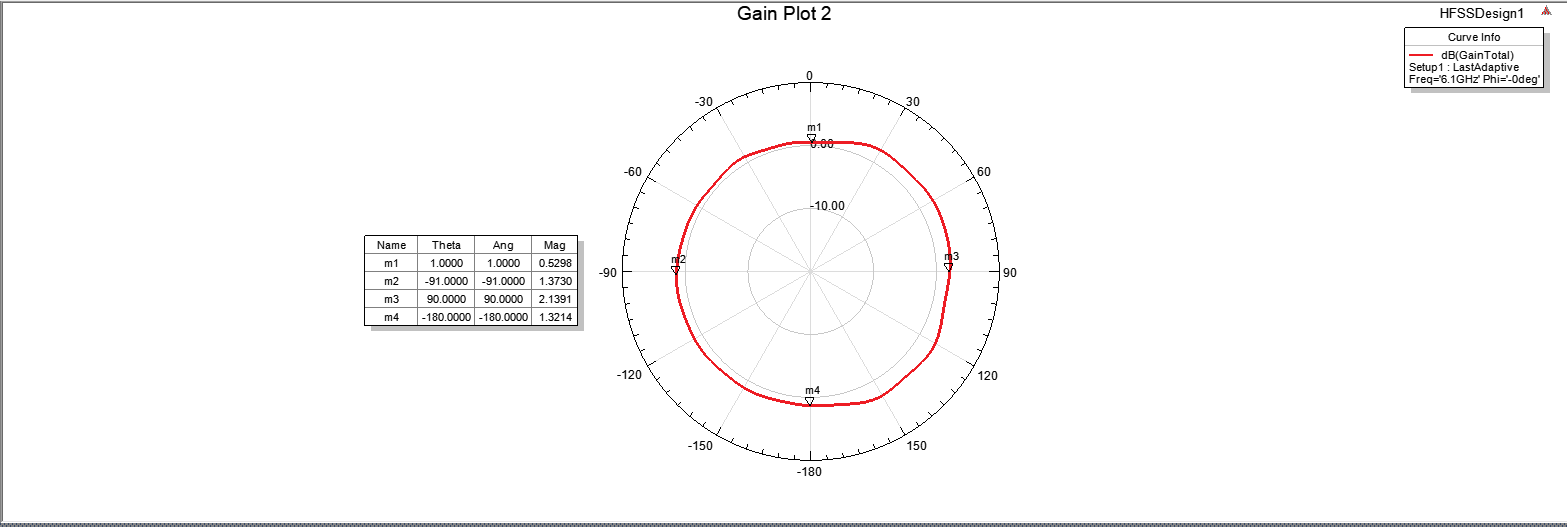 Gain Plot 2
HFSSDesign1
Curve Info
dB(GainTotal)
Setup1 : LastAdaptive
Freq='6.1GHz' Phi='-0deg'
0
-30
30
m1
0.00
-60
60
-10.00
Name Theta Ang Mag
m1 1.0000 1.0000 0.5298
m2 -91.0000 -91.0000 1.3730
m3 90.0000 90.0000 2.1391
m4 -180.0000 -180.0000 1.3214
m2
m3
-90
90
-120
120
m4
-150
150
-180